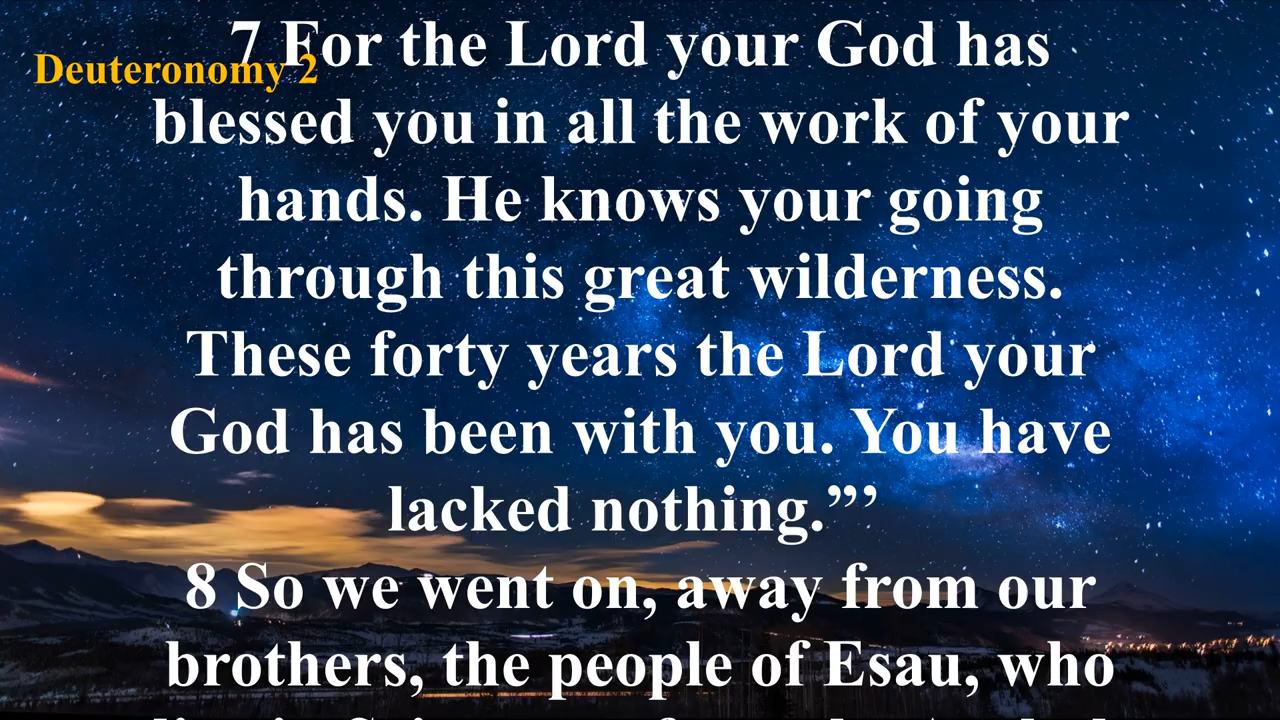 Deuteronomy 2
7 For the Lord your God has
blessed you in all the work of your
hands. He knows your going
through this great wilderness.
These forty years the Lord your
God has been with you. You have
lacked nothing.”’
8 So we went on, away from our
brothers, the people of Esau, who